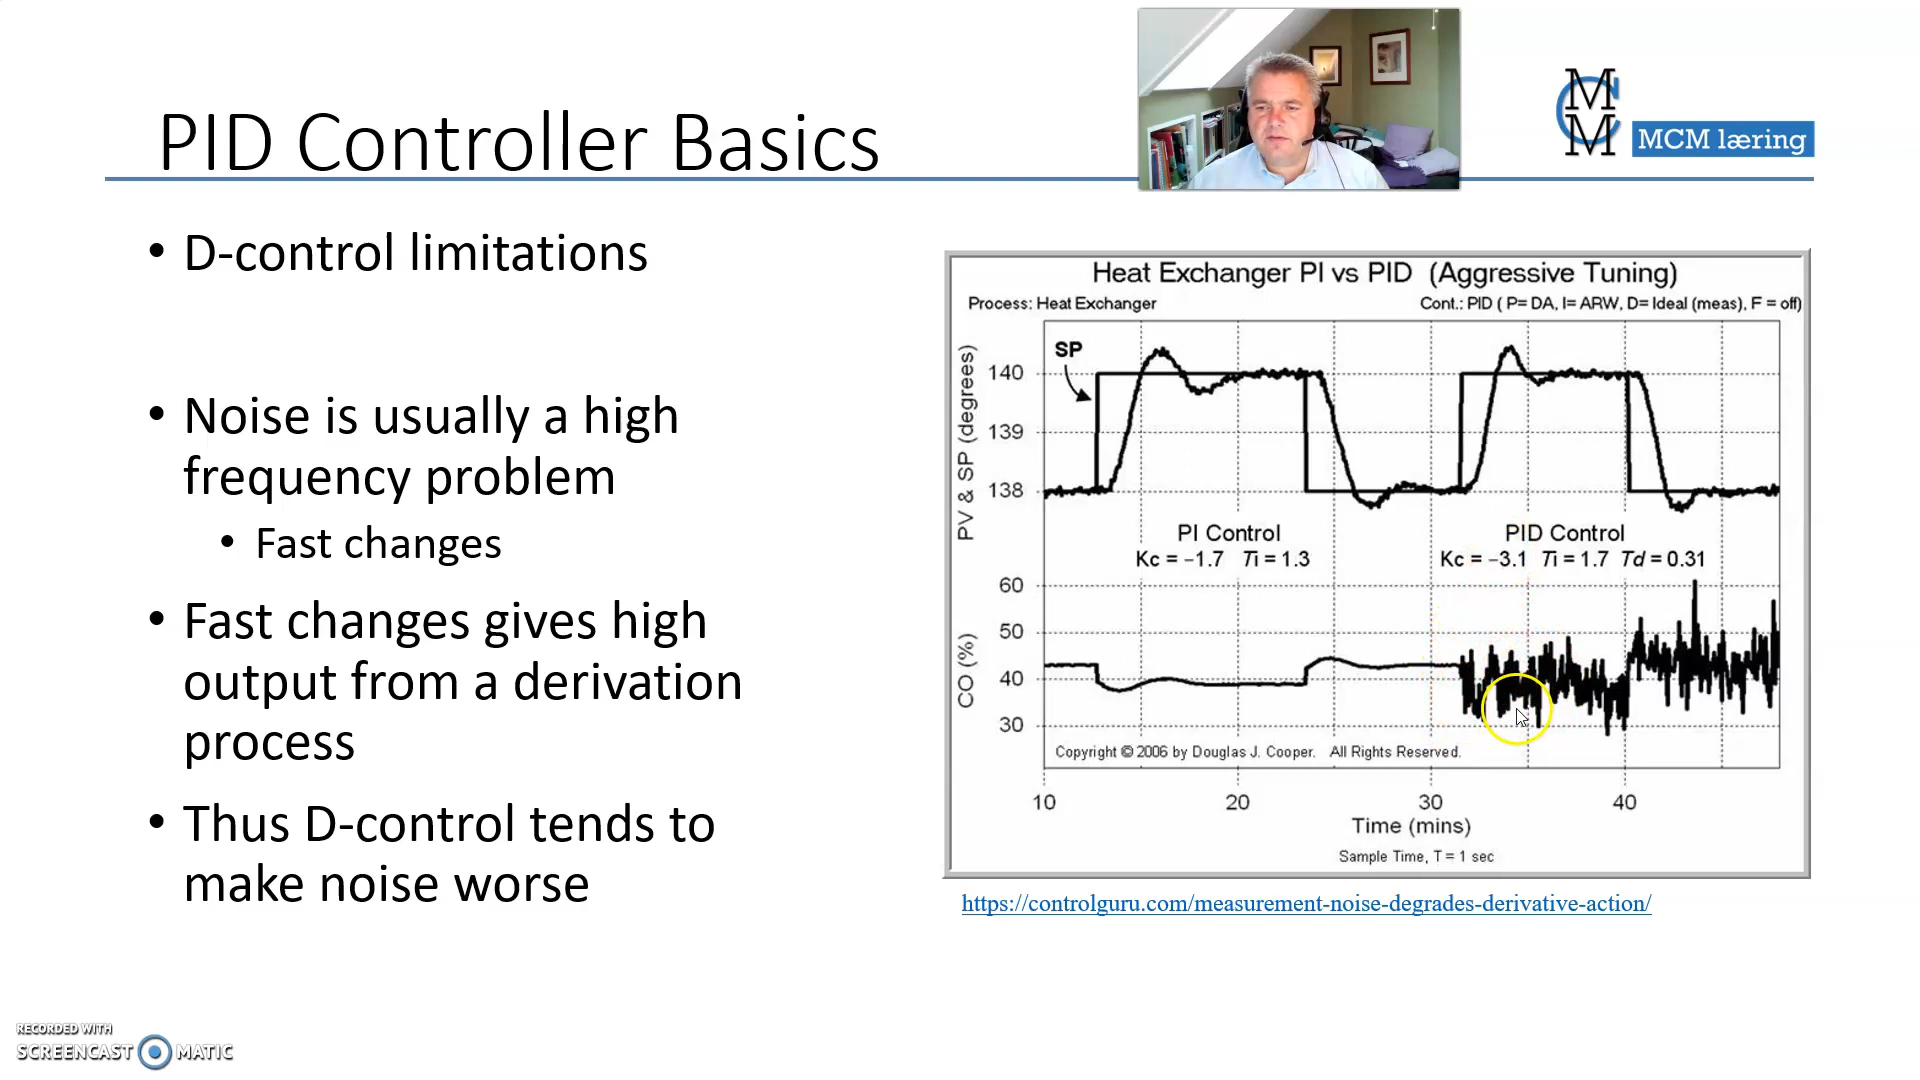 PID Controller Basics
MCM
MCM læring
• D-control limitations
• Noise is usually a high
frequency problem
• Fast changes
• Fast changes gives high
output from a derivation
process
• Thus D-control tends to
make noise worse
Heat Exchanger PI vs PID (Aggressive Tuning)
Process: Heat Exchanger
Cont.: PID ( P= DA, I= ARW, D= Ideal (meas), F = off)
SP
PV & SP (degrees)
140
139
138
PI Control
PID Control
Kc = −1.7 Ti = 1.3
Kc = −3.1 Ti = 1.7 Td = 0.31
CO (%)
60
50
40
30
Copyright © 2006 by Douglas J. Cooper. All Rights Reserved.
10 20 30 40
Time (mins)
Sample Time, T = 1 sec
https://controlguru.com/measurement-noise-degrades-derivative-action/
RECORDED WITH
SCREENCAST MATIC